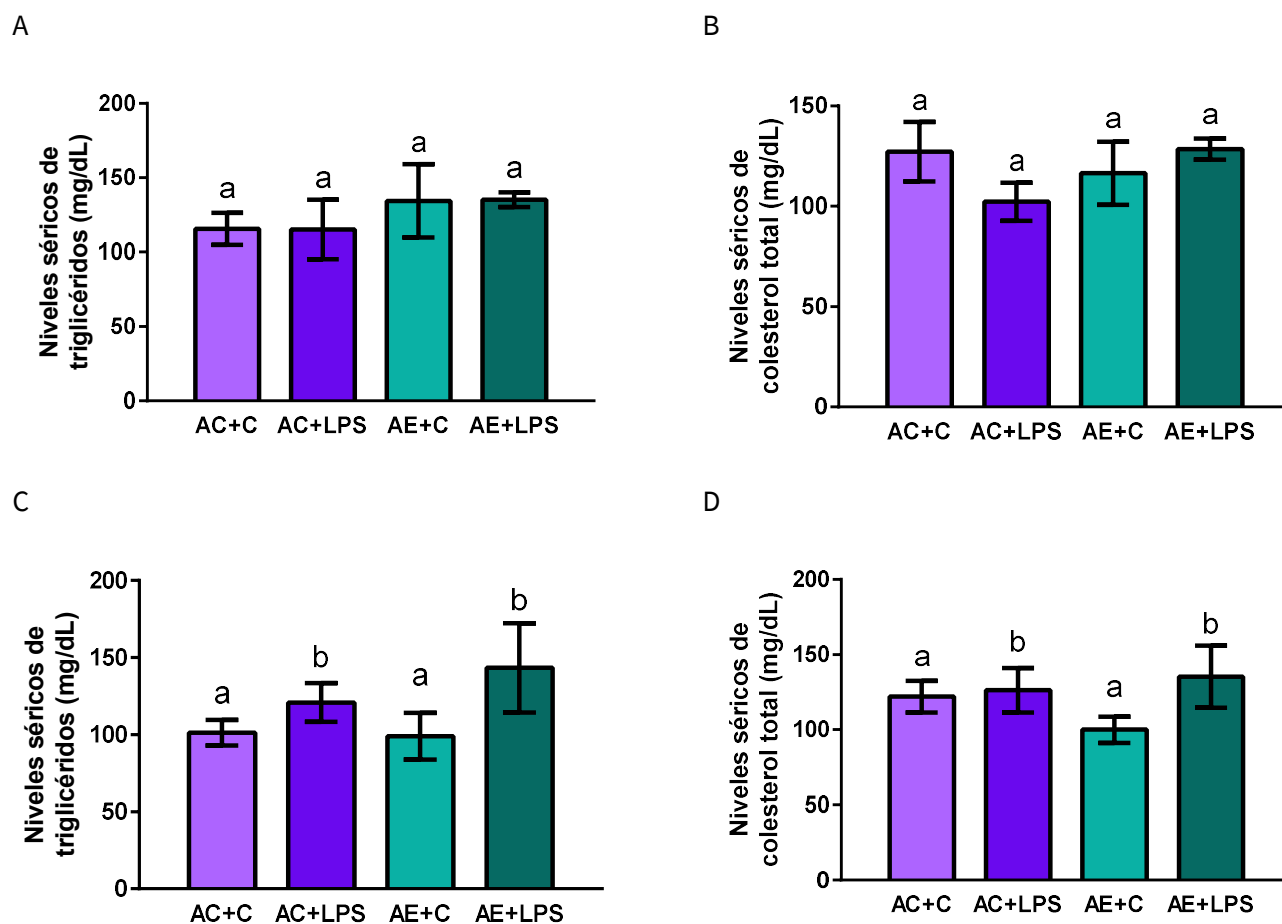 A
Niveles séricos de
triglicéridos (mg/dL)
200
150
100
50
0
a
a
a
a
AC+C AC+LPS AE+C AE+LPS
B
Niveles séricos de
colesterol total (mg/dL)
150
100
50
0
a
a
a
a
AC+C AC+LPS AE+C AE+LPS
C
Niveles séricos de
triglicéridos (mg/dL)
200
150
100
50
0
a
b
a
b
AC+C AC+LPS AE+C AE+LPS
D
Niveles séricos de
colesterol total (mg/dL)
200
150
100
50
0
a
b
a
b
AC+C AC+LPS AE+C AE+LPS